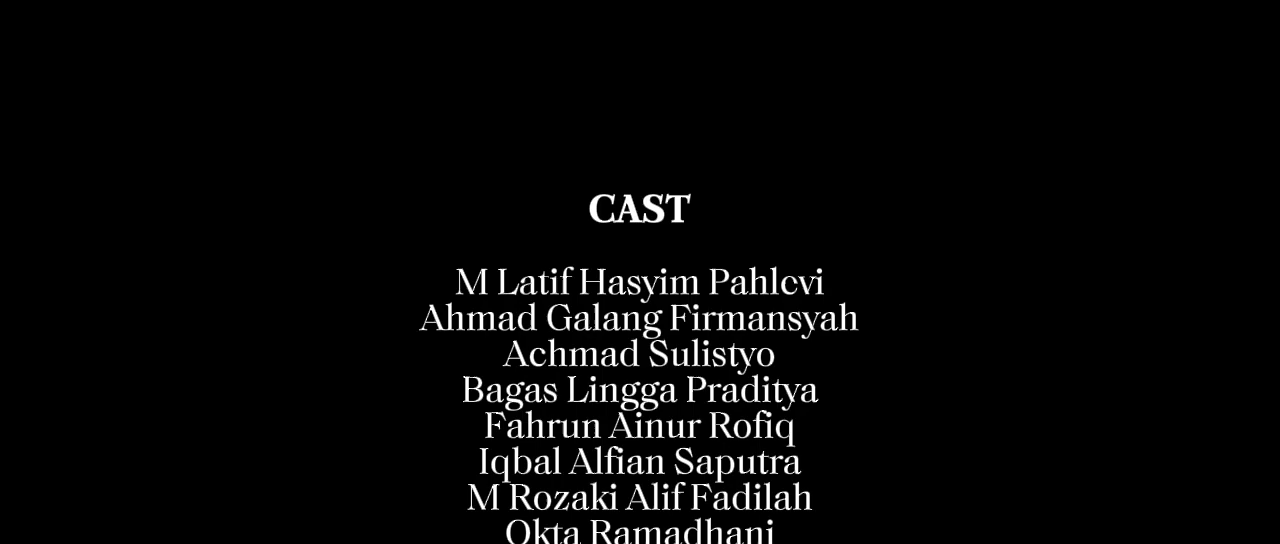 CAST
M Latif Hasyim Pahlevi
Ahmad Galang Firmansyah
Achmad Sulistyo
Bagas Lingga Praditya
Fahrun Ainur Rofiq
Iqbal Alfian Saputra
M Rozaki Alif Fadilah
Okta Ramadhani